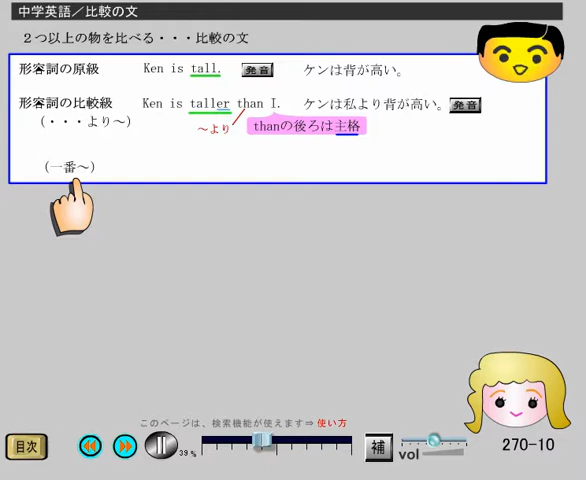 中学英語／比較の文
２つ以上の物を比べる・・・比較の文
形容詞の原級 Ken is tall. 発音 ケンは背が高い。
形容詞の比較級 Ken is taller than I. ケンは私より背が高い。 発音
(・・・より～) ～より thanの後ろは主格
(一番～)
このページは、検索機能が使えます⇒ 使い方
目次 39% 補 vol 270-10